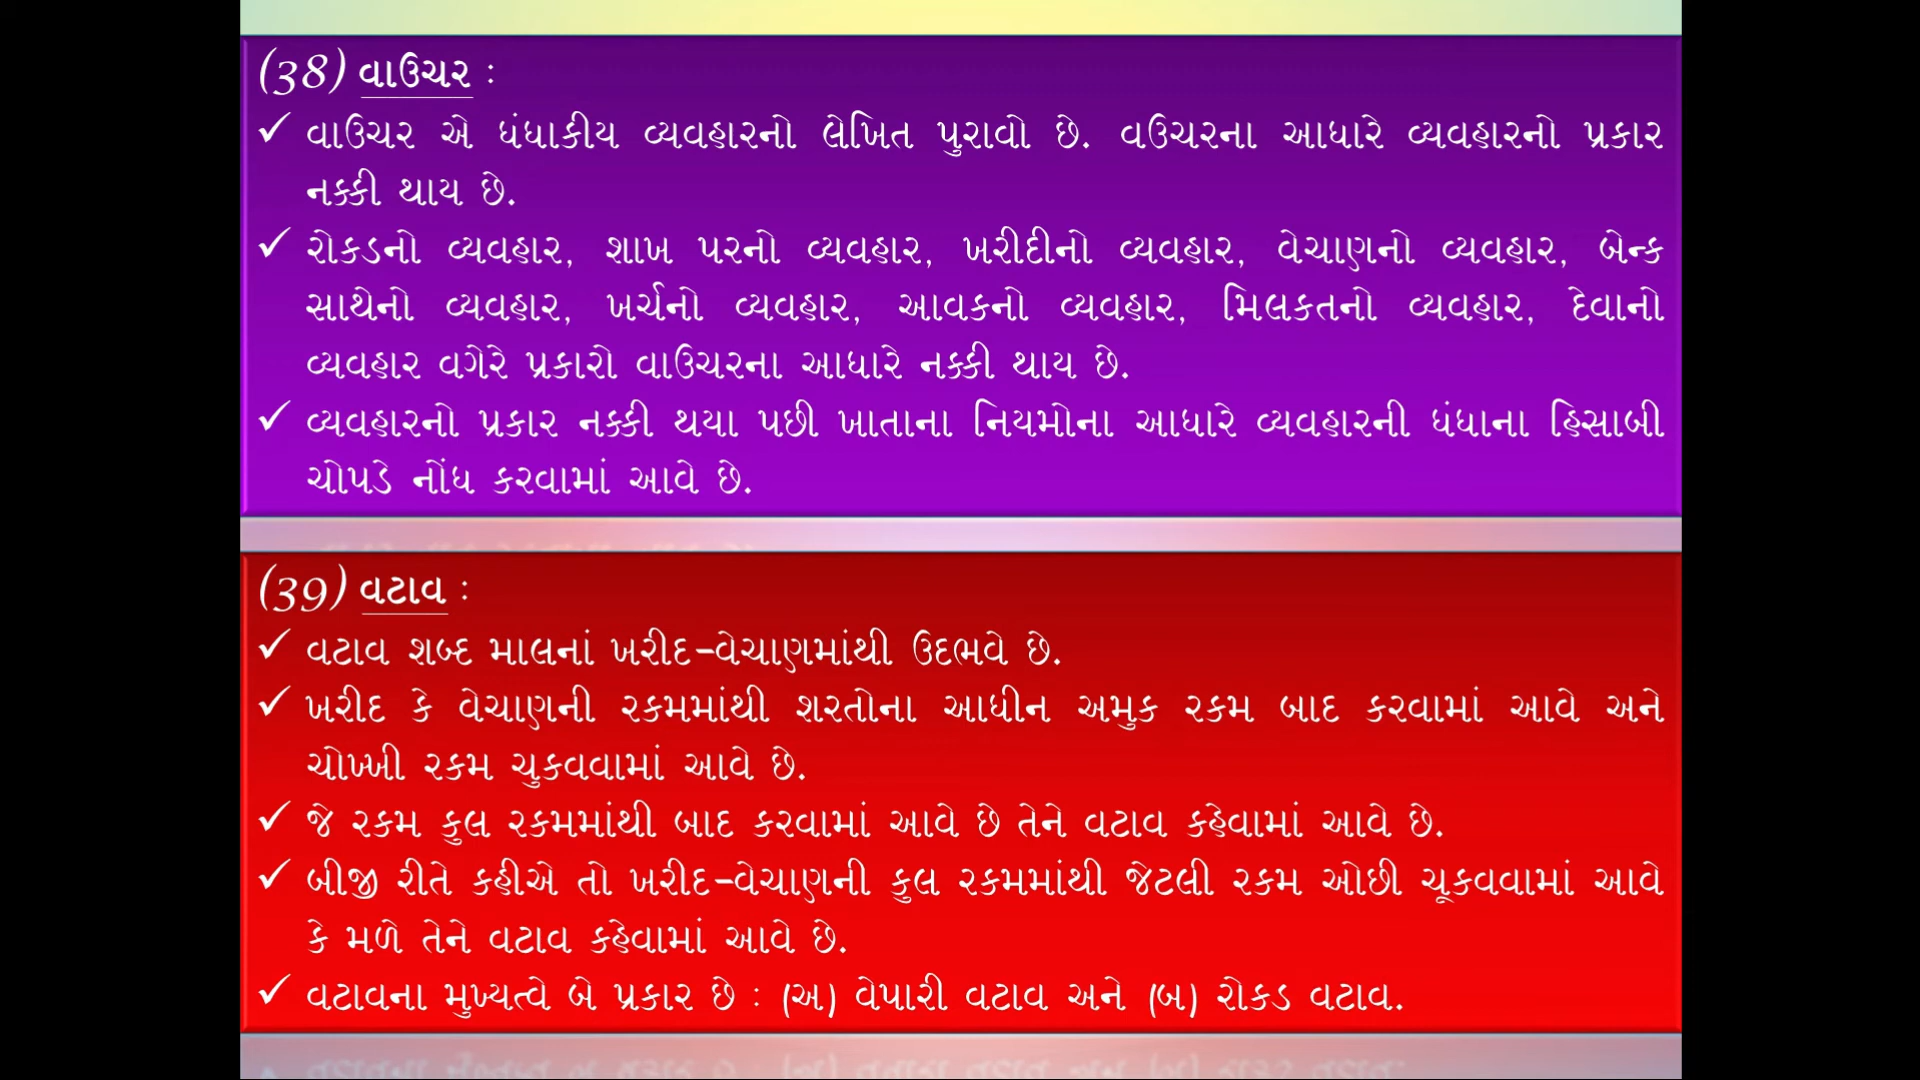 (38) વાઉચર :
✓ વાઉચર એ ધંધાકીય વ્યવહારનો લેખિત પુરાવો છે. વઉચરના આધારે વ્યવહારનો પ્રકાર
નક્કી થાય છે.
✓ રોકડનો વ્યવહાર, શાખ પરનો વ્યવહાર, ખરીદીનો વ્યવહાર, વેચાણનો વ્યવહાર, બેન્ક
સાથેનો વ્યવહાર, ખર્ચનો વ્યવહાર, આવકનો વ્યવહાર, મિલકતનો વ્યવહાર, દેવાનો
વ્યવહાર વગેરે પ્રકારો વાઉચરના આધારે નક્કી થાય છે.
✓ વ્યવહારનો પ્રકાર નક્કી થયા પછી ખાતાના નિયમોના આધારે વ્યવહારની ધંધાના હિસાબી
ચોપડે નોંધ કરવામાં આવે છે.
(39) વટાવ :
✓ વટાવ શબ્દ માલનાં ખરીદ-વેચાણમાંથી ઉદભવે છે.
✓ ખરીદ કે વેચાણની રકમમાંથી શરતોના આધીન અમુક રકમ બાદ કરવામાં આવે અને
ચોખ્ખી રકમ ચુકવવામાં આવે છે.
✓ જે રકમ કુલ રકમમાંથી બાદ કરવામાં આવે છે તેને વટાવ કહેવામાં આવે છે.
✓ બીજી રીતે કહીએ તો ખરીદ-વેચાણની કુલ રકમમાંથી જેટલી રકમ ઓછી ચૂકવવામાં આવે
કે મળે તેને વટાવ કહેવામાં આવે છે.
✓ વટાવના મુખ્યત્વે બે પ્રકાર છે : (અ) વેપારી વટાવ અને (બ) રોકડ વટાવ.